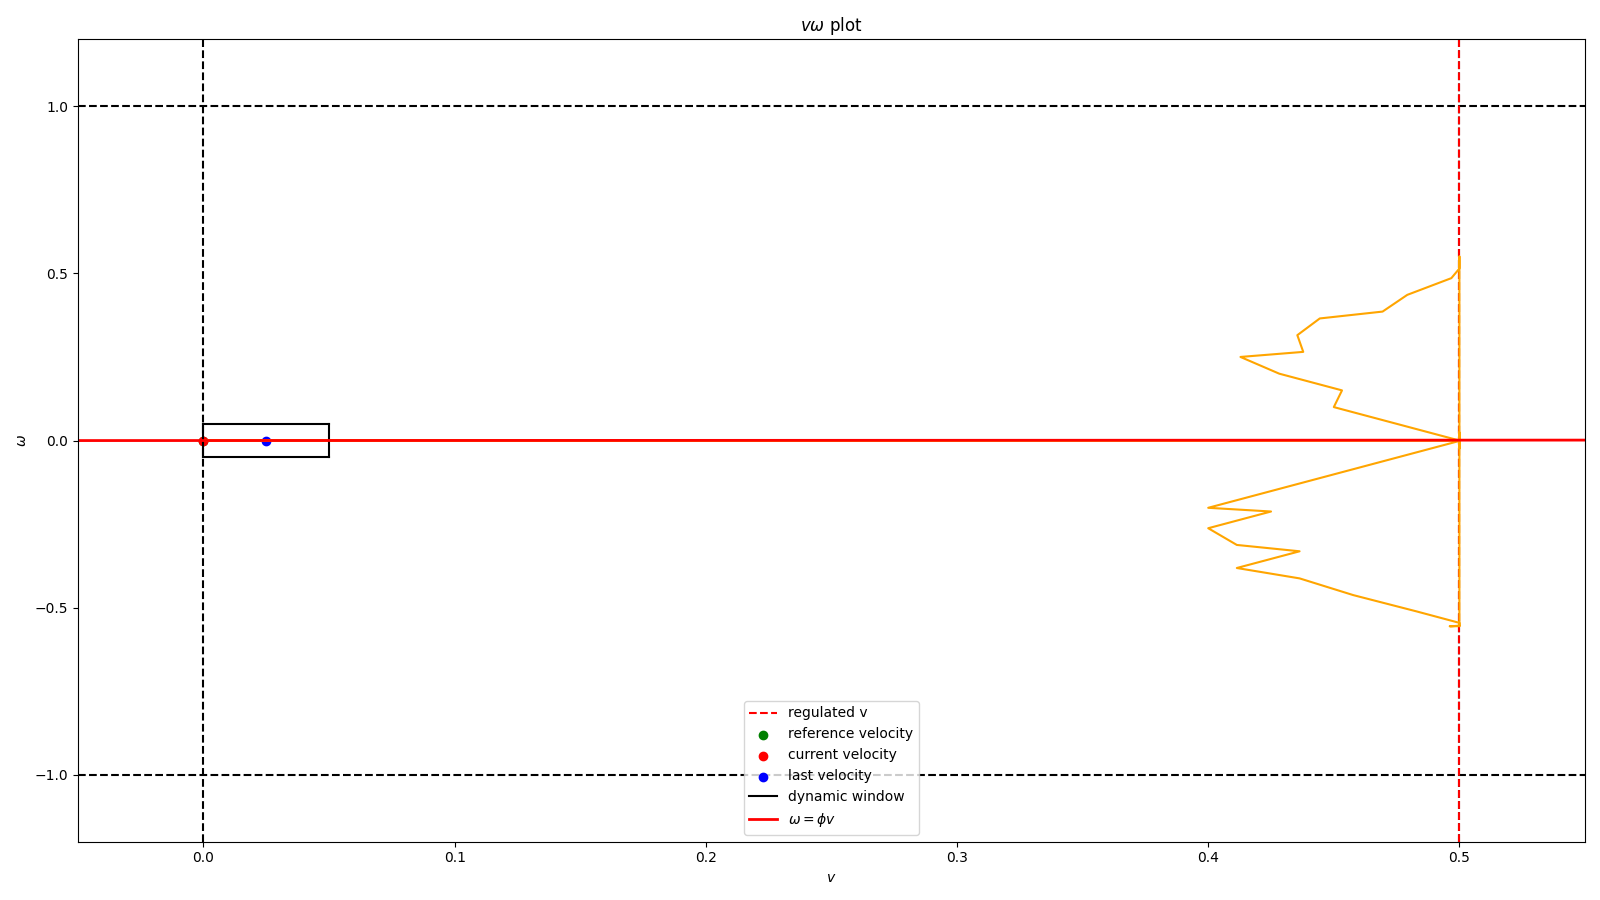 vω plot
1.0
0.5
0.0
−0.5
−1.0
ω
0.0 0.1 0.2 0.3 0.4 0.5
v
regulated v
reference velocity
current velocity
last velocity
dynamic window
ω = ϕv